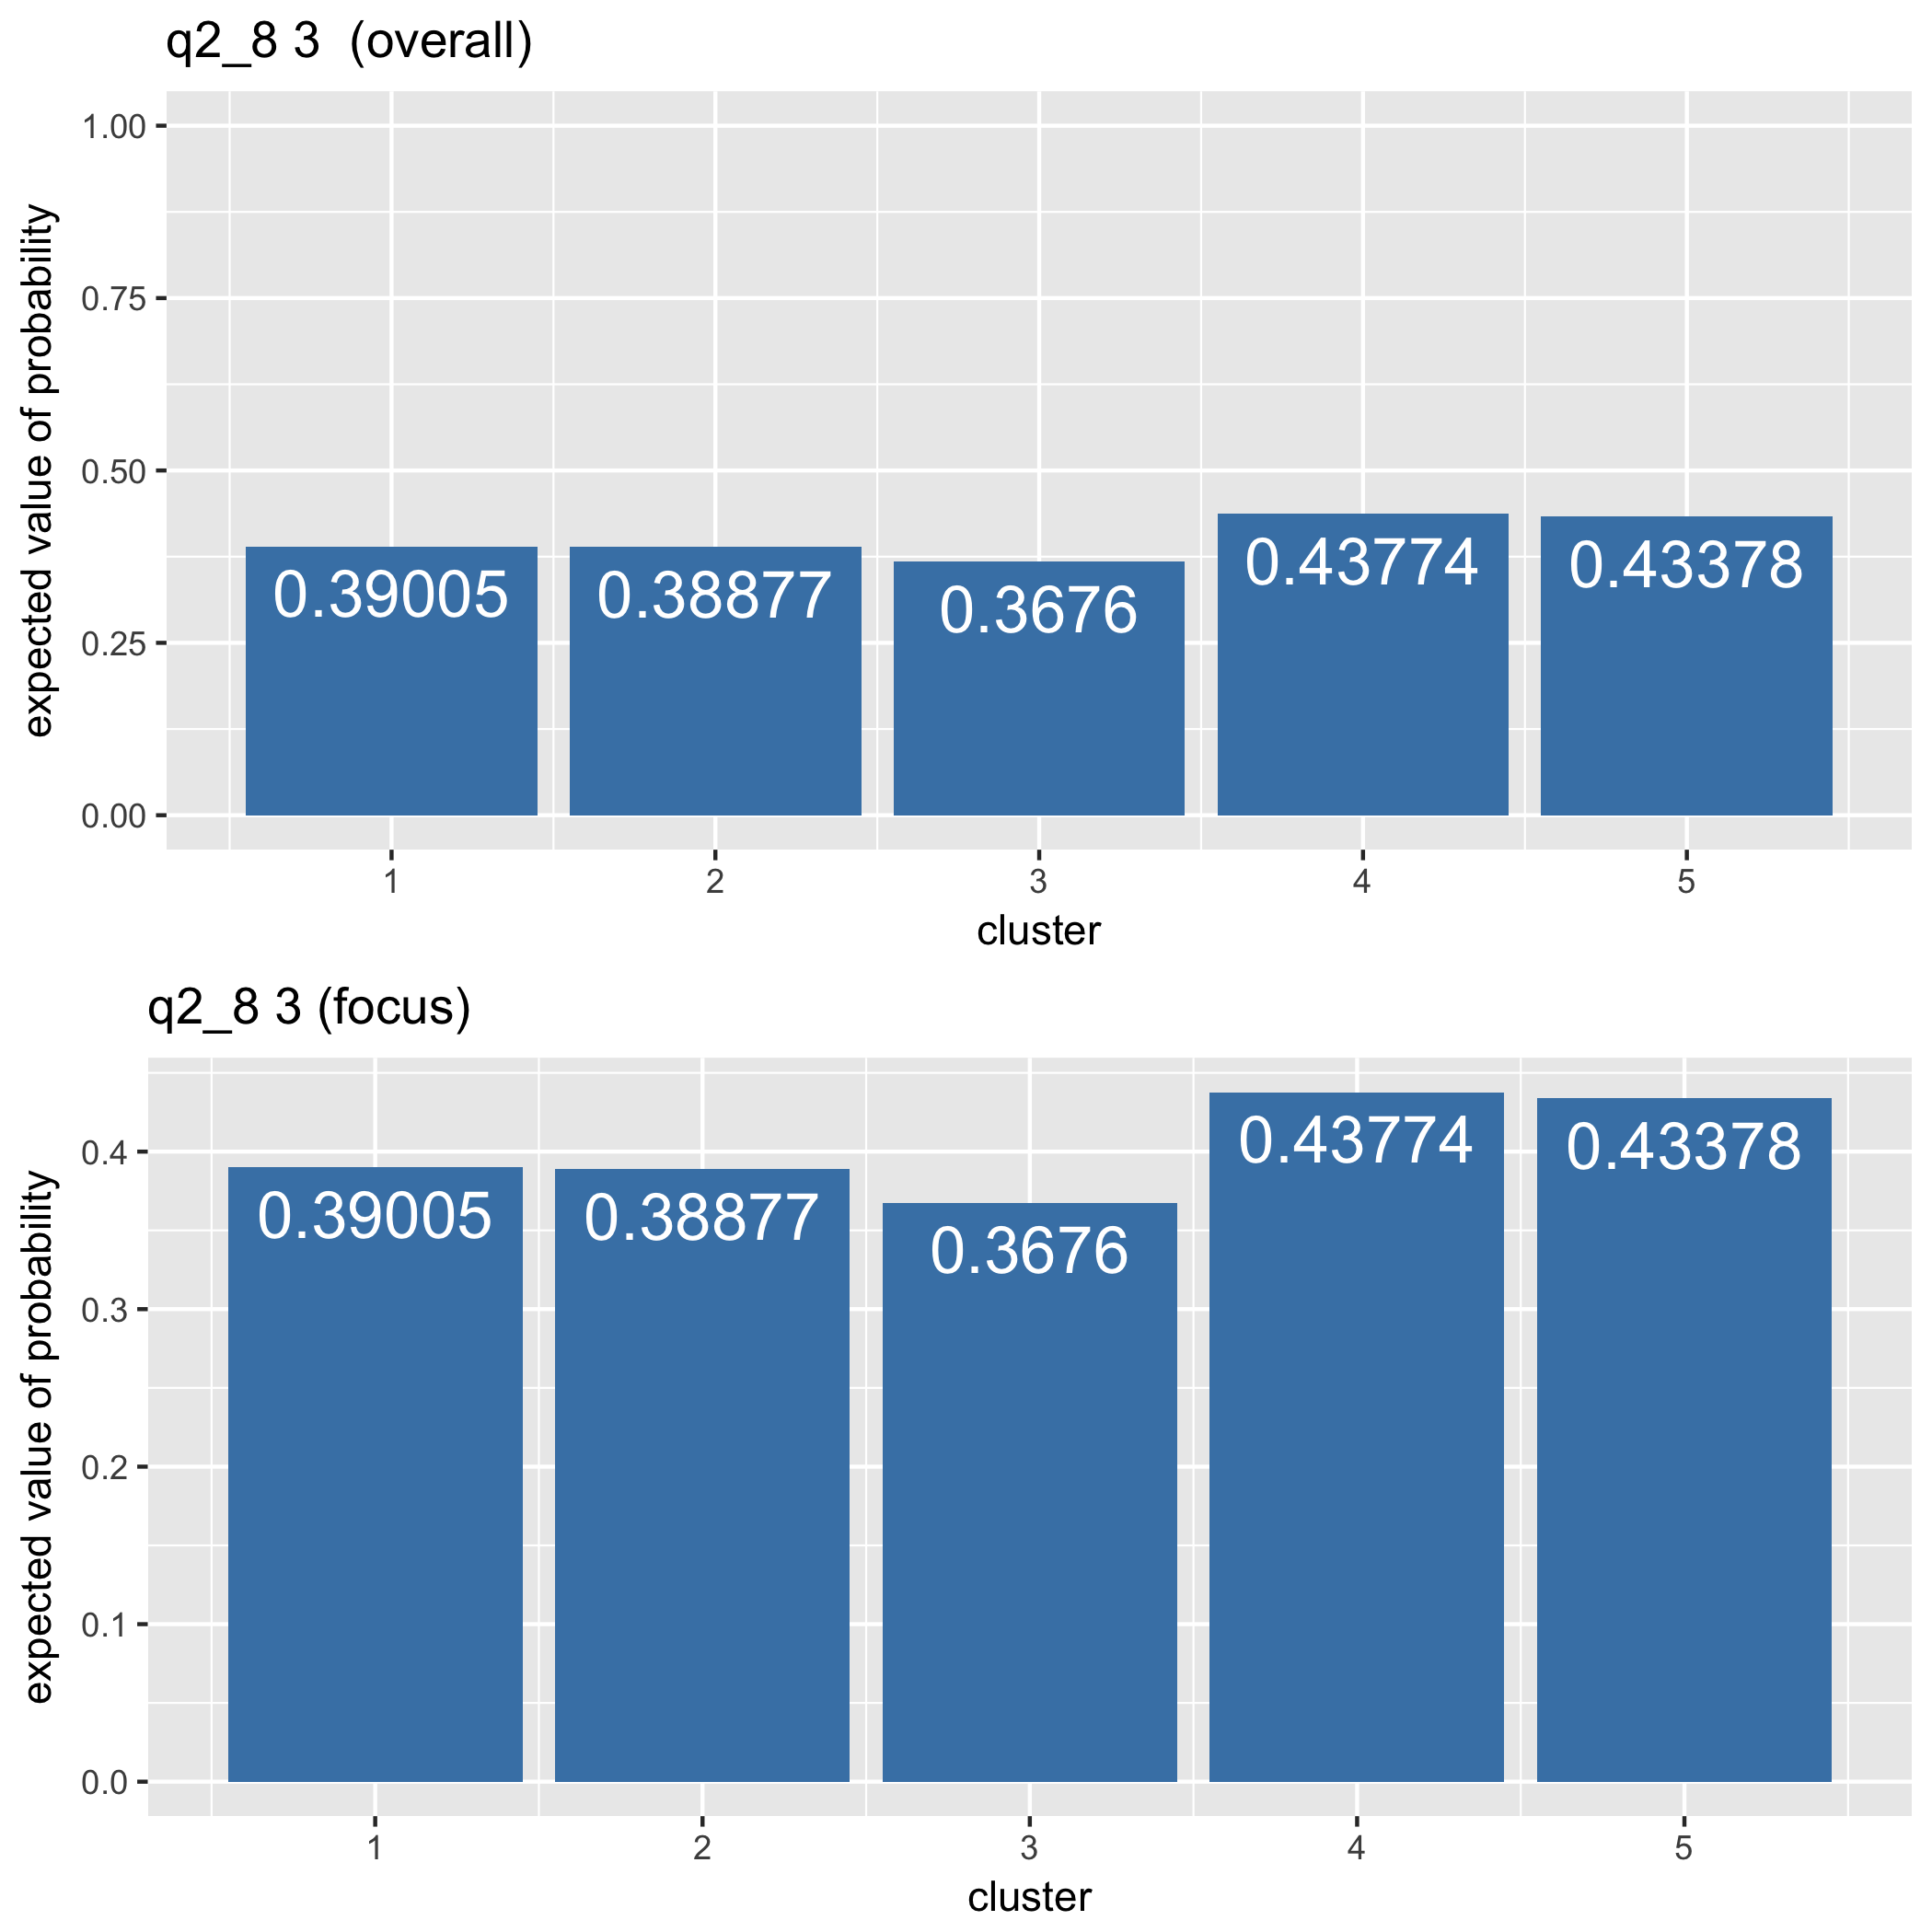 q2_8 3  (overall)
expected value of probability
1.00
0.75
0.50
0.25
0.00
0.39005
0.38877
0.3676
0.43774
0.43378
1 2 3 4 5
cluster
q2_8 3 (focus)
expected value of probability
0.4
0.3
0.2
0.1
0.0
0.39005
0.38877
0.3676
0.43774
0.43378
1 2 3 4 5
cluster